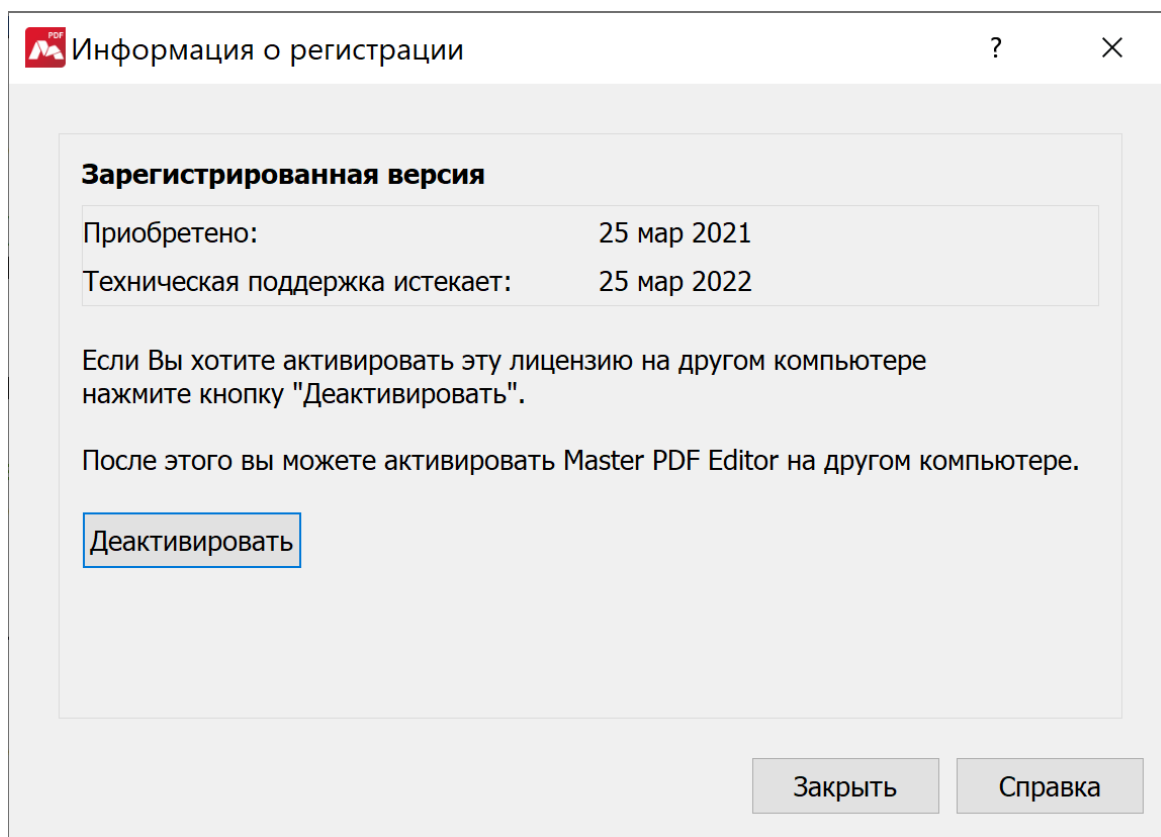 PDF
Информация о регистрации
?
Зарегистрированная версия
Приобретено: 25 мар 2021
Техническая поддержка истекает: 25 мар 2022
Если Вы хотите активировать эту лицензию на другом компьютере
нажмите кнопку "Деактивировать".
После этого вы можете активировать Master PDF Editor на другом компьютере.
Деактивировать
Закрыть Справка